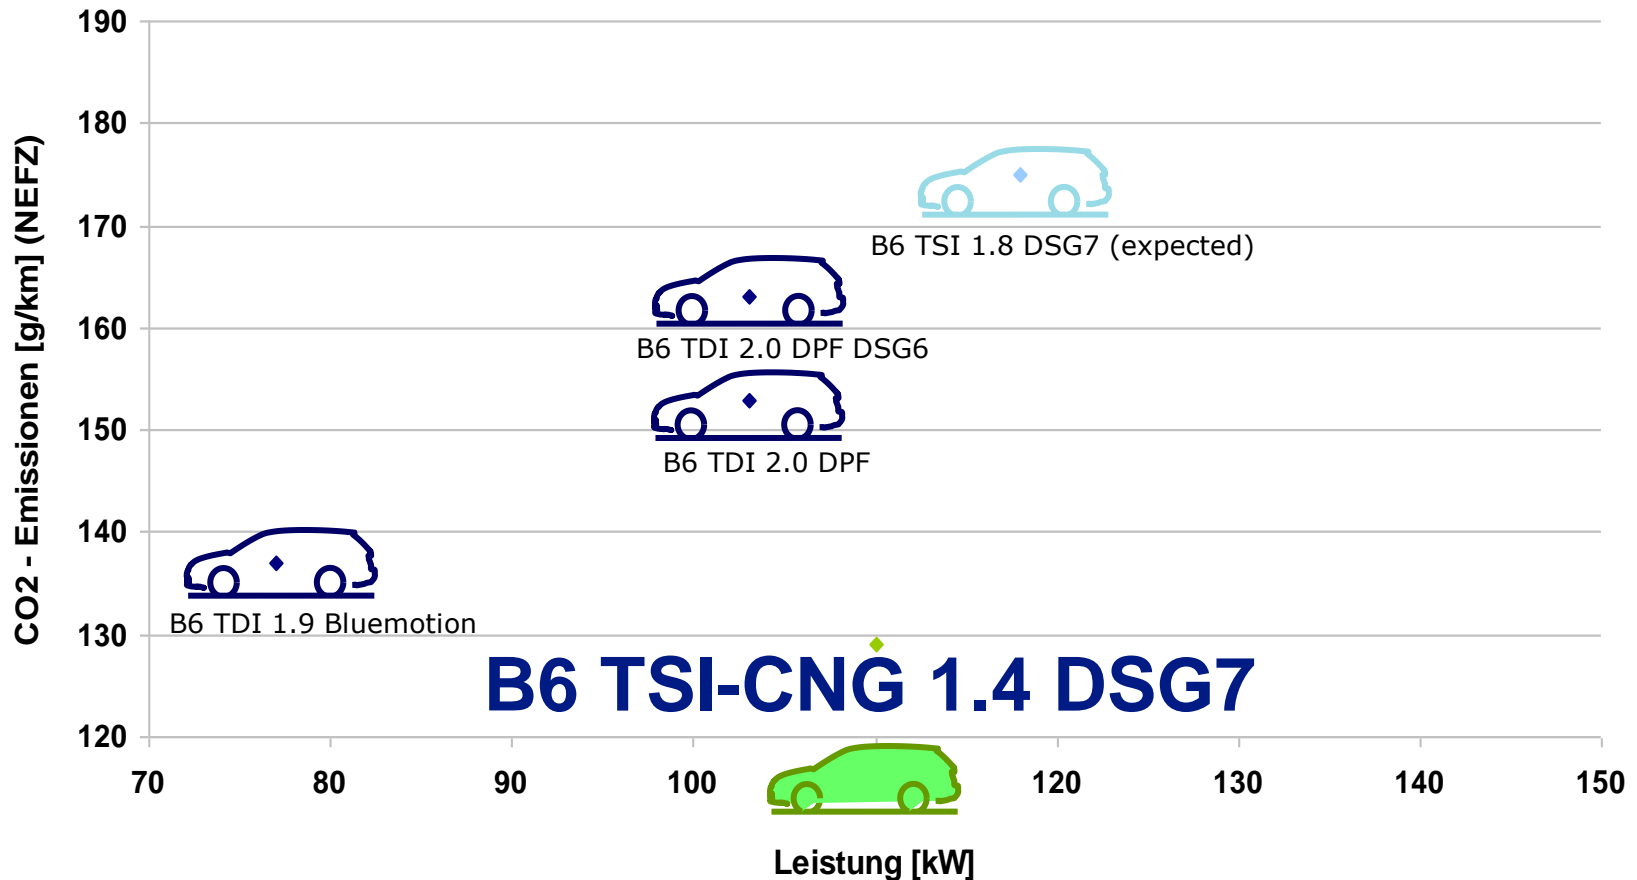 190
180
170
160
150
140
130
120
CO2 - Emissionen [g/km] (NEFZ)
B6 TSI 1.8 DSG7 (expected)
B6 TDI 2.0 DPF DSG6
B6 TDI 2.0 DPF
B6 TDI 1.9 Bluemotion
B6 TSI-CNG 1.4 DSG7
70 80 90 100 120 130 140 150
Leistung [kW]